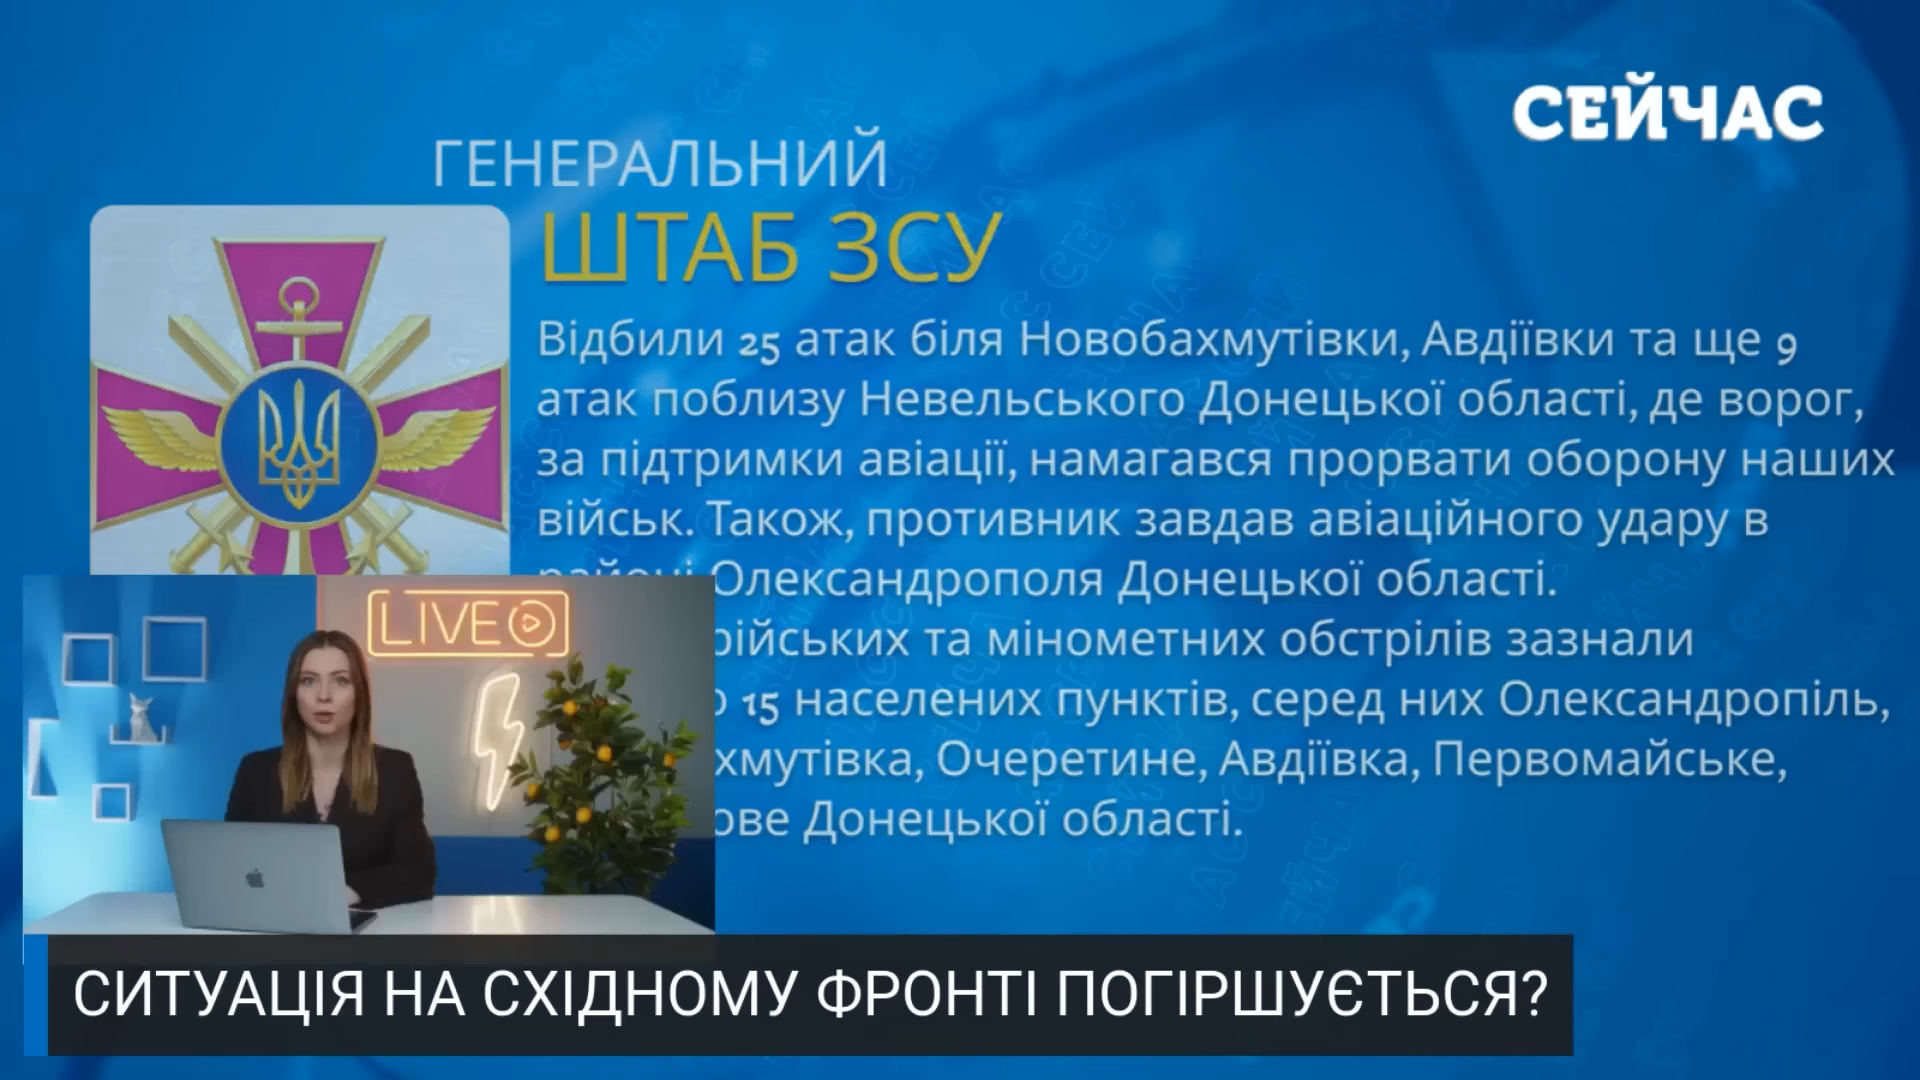 СЕЙЧАС
ГЕНЕРАЛЬНИЙ
ШТАБ ЗСУ
Відбили 25 атак біля Новобахмутівки, Авдіївки та ще 9
атак поблизу Невельського Донецької області, де ворог,
за підтримки авіації, намагався прорвати оборону наших
військ. Також, противник завдав авіаційного удару в
районі Олександрополя Донецької області.
та мінометних обстрілів зазнали
15 населених пунктів, серед них Олександропіль,
Очеретине, Авдіївка, Первомайське,
Донецької області.
LIVE
СИТУАЦІЯ НА СХІДНОМУ ФРОНТІ ПОГІРШУЄТЬСЯ?